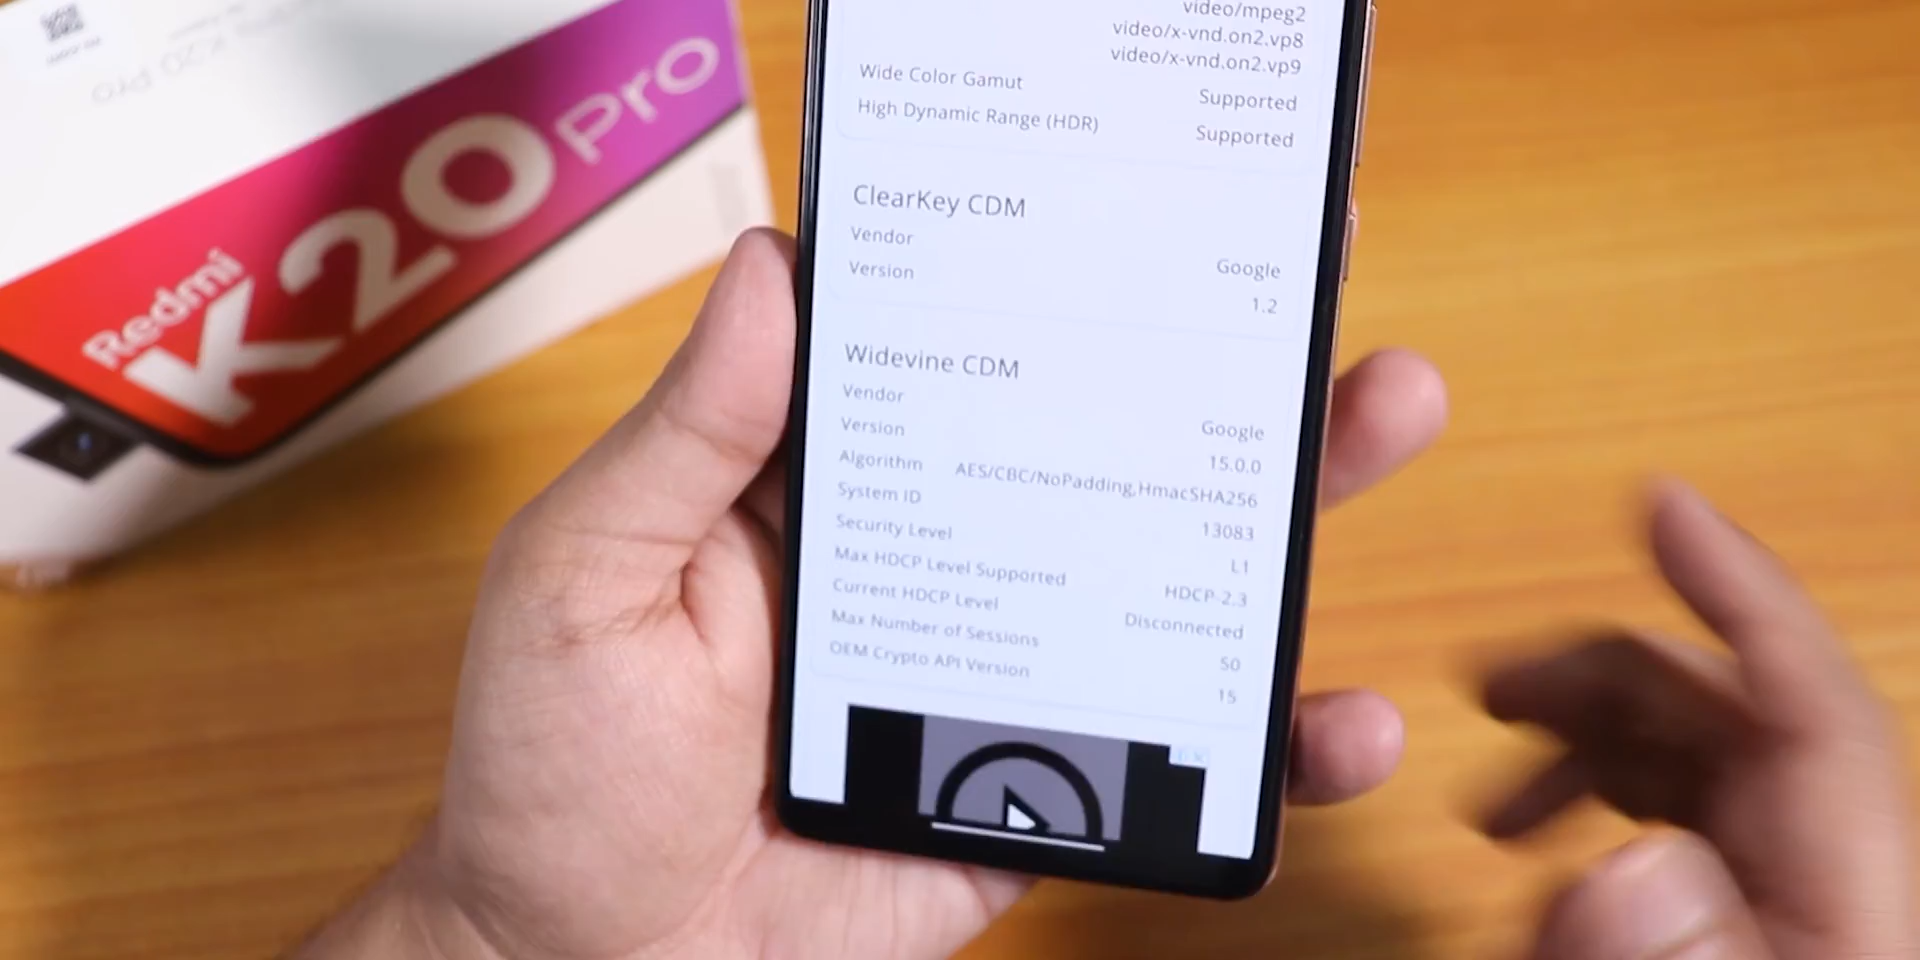 Redmi
K20 Pro
video/mpeg2
video/x-vnd.on2.vp8
video/x-vnd.on2.vp9
Wide Color Gamut Supported
High Dynamic Range (HDR) Supported
ClearKey CDM
Vendor Google
Version 1.2
Widevine CDM
Vendor Google
Version 15.0.0
Algorithm AES/CBC/NoPadding,HmacSHA256
System ID 13083
Security Level L1
Max HDCP Level Supported HDCP-2.3
Current HDCP Level Disconnected
Max Number of Sessions 50
OEM Crypto API Version 15